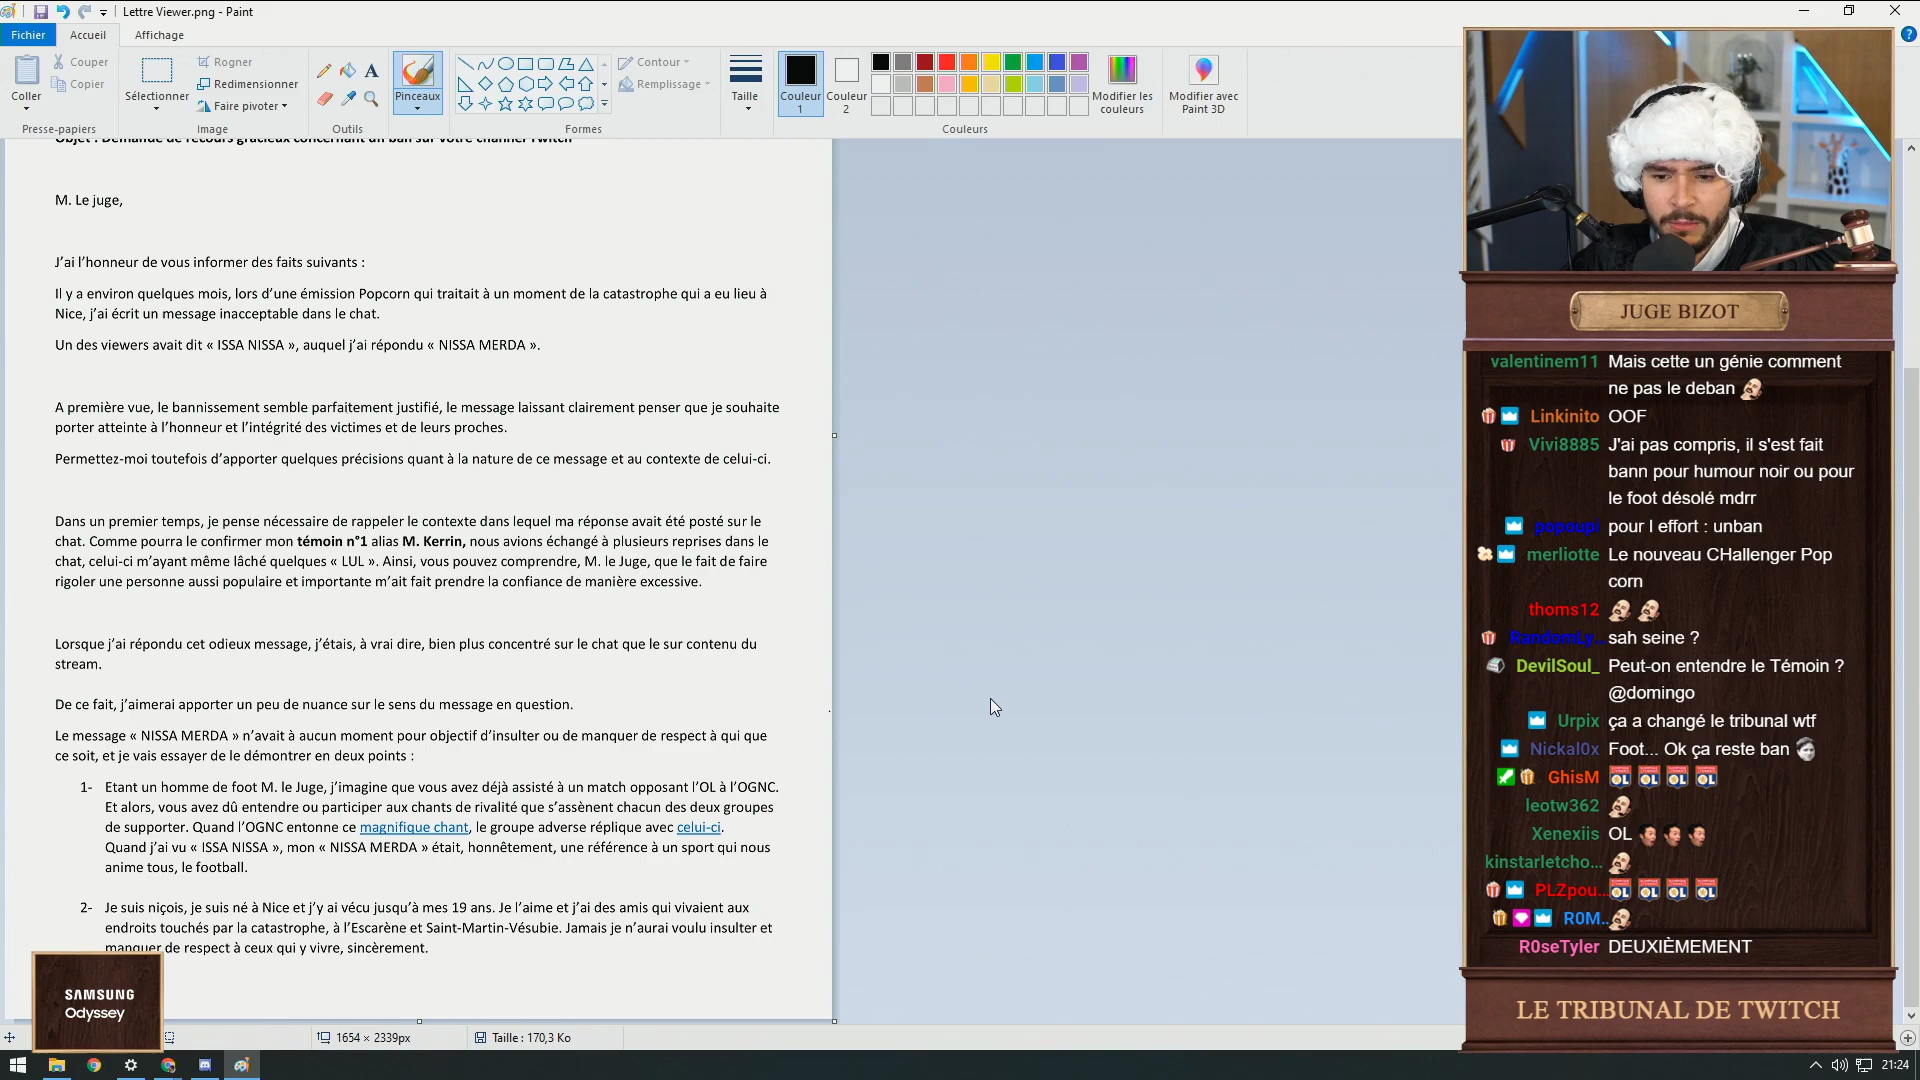 Lettre Viewer.png - Paint
Fichier
Accueil
Affichage
Coller
Couper
Copier
Presse-papiers
Sélectionner
Rogner
Redimensionner
Faire pivoter
Image
Outils
Pinceaux
Contour
Remplissage
Formes
Taille
Couleur 1
Couleur 2
Modifier les couleurs
Modifier avec Paint 3D
Couleurs
Objet : Demande de recours gracieux concernant un ban sur votre channel Twitch
M. Le juge,
J'ai l'honneur de vous informer des faits suivants :
Il y a environ quelques mois, lors d'une émission Popcorn qui traitait à un moment de la catastrophe qui a eu lieu à
Nice, j'ai écrit un message inacceptable dans le chat.
Un des viewers avait dit « ISSA NISSA », auquel j'ai répondu « NISSA MERDA ».
A première vue, le bannissement semble parfaitement justifié, le message laissant clairement penser que je souhaite
porter atteinte à l'honneur et l'intégrité des victimes et de leurs proches.
Permettez-moi toutefois d'apporter quelques précisions quant à la nature de ce message et au contexte de celui-ci.
Dans un premier temps, je pense nécessaire de rappeler le contexte dans lequel ma réponse avait été posté sur le
chat. Comme pourra le confirmer mon témoin n°1 alias M. Kerrin, nous avions échangé à plusieurs reprises dans le
chat, celui-ci m'ayant même lâché quelques « LUL ». Ainsi, vous pouvez comprendre, M. le Juge, que le fait de faire
rigoler une personne aussi populaire et importante m'ait fait prendre la confiance de manière excessive.
Lorsque j'ai répondu cet odieux message, j'étais, à vrai dire, bien plus concentré sur le chat que le sur contenu du
stream.
De ce fait, j'aimerai apporter un peu de nuance sur le sens du message en question.
Le message « NISSA MERDA » n'avait à aucun moment pour objectif d'insulter ou de manquer de respect à qui que
ce soit, et je vais essayer de le démontrer en deux points :
1- Etant un homme de foot M. le Juge, j'imagine que vous avez déjà assisté à un match opposant l'OL à l'OGNC.
Et alors, vous avez dû entendre ou participer aux chants de rivalité que s'assènent chacun des deux groupes
de supporter. Quand l'OGNC entonne ce magnifique chant, le groupe adverse réplique avec celui-ci.
Quand j'ai vu « ISSA NISSA », mon « NISSA MERDA » était, honnêtement, une référence à un sport qui nous
anime tous, le football.
2- Je suis niçois, je suis né à Nice et j'y ai vécu jusqu'à mes 19 ans. Je l'aime et j'ai des amis qui vivaient aux
endroits touchés par la catastrophe, à l'Escarène et Saint-Martin-Vésubie. Jamais je n'aurai voulu insulter et
manquer de respect à ceux qui y vivre, sincèrement.
SAMSUNG
Odyssey
1654 × 2339px
Taille : 170,3 Ko
JUGE BIZOT
valentinem11 Mais cette un génie comment
ne pas le deban
Linkinito OOF
Vivi8885 J'ai pas compris, il s'est fait
bann pour humour noir ou pour
le foot désolé mdrr
popoupi pour l effort : unban
merliotte Le nouveau CHallenger Pop
corn
thoms12
RandomLy... sah seine ?
DevilSoul_ Peut-on entendre le Témoin ?
@domingo
Urpix ça a changé le tribunal wtf
Nickal0x Foot... Ok ça reste ban
GhisM
leotw362
Xenexiis OL
kinstarletcho...
PLZpou...
R0M...
R0seTyler DEUXIÈMEMENT
LE TRIBUNAL DE TWITCH
21:24